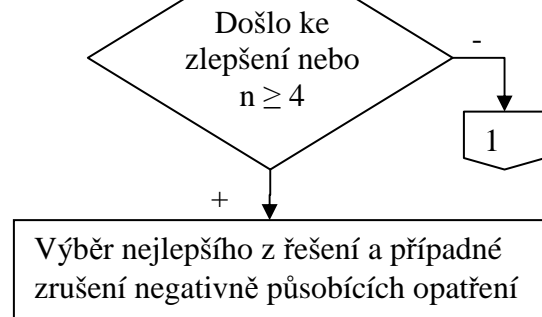 Došlo ke
zlepšení nebo
n ≥ 4
-
1
+
Výběr nejlepšího z řešení a případné
zrušení negativně působících opatření